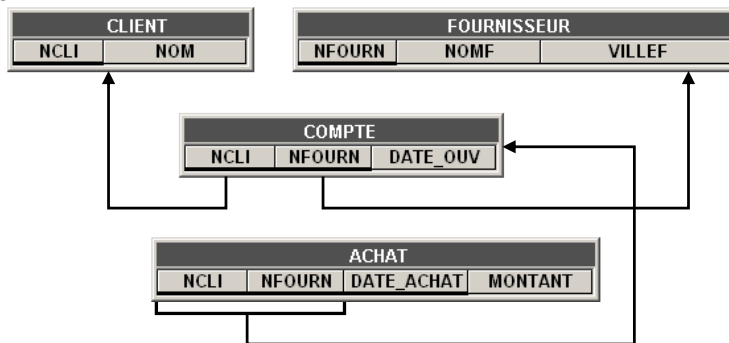 CLIENT
NCLI NOM
FOURNISSEUR
NFOURN NOMF VILLEF
COMPTE
NCLI NFOURN DATE_OUV
ACHAT
NCLI NFOURN DATE_ACHAT MONTANT